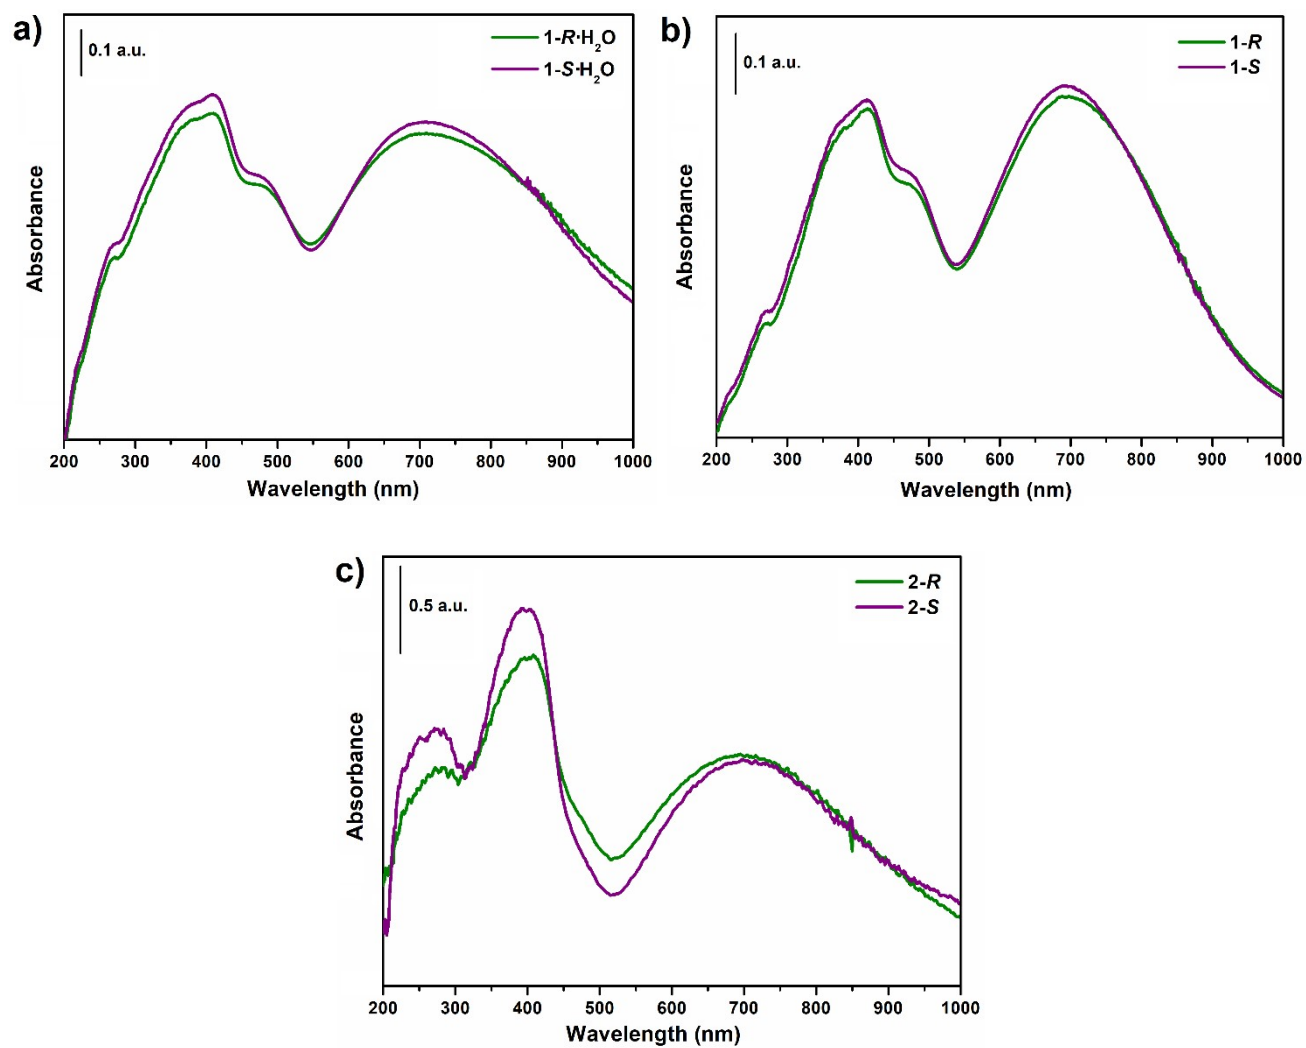 a)
0.1 a.u.
1-R·H₂O
1-S·H₂O
Absorbance
200 300 400 500 600 700 800 900 1000
Wavelength (nm)
b)
0.1 a.u.
1-R
1-S
Absorbance
200 300 400 500 600 700 800 900 1000
Wavelength (nm)
c)
0.5 a.u.
2-R
2-S
Absorbance
200 300 400 500 600 700 800 900 1000
Wavelength (nm)